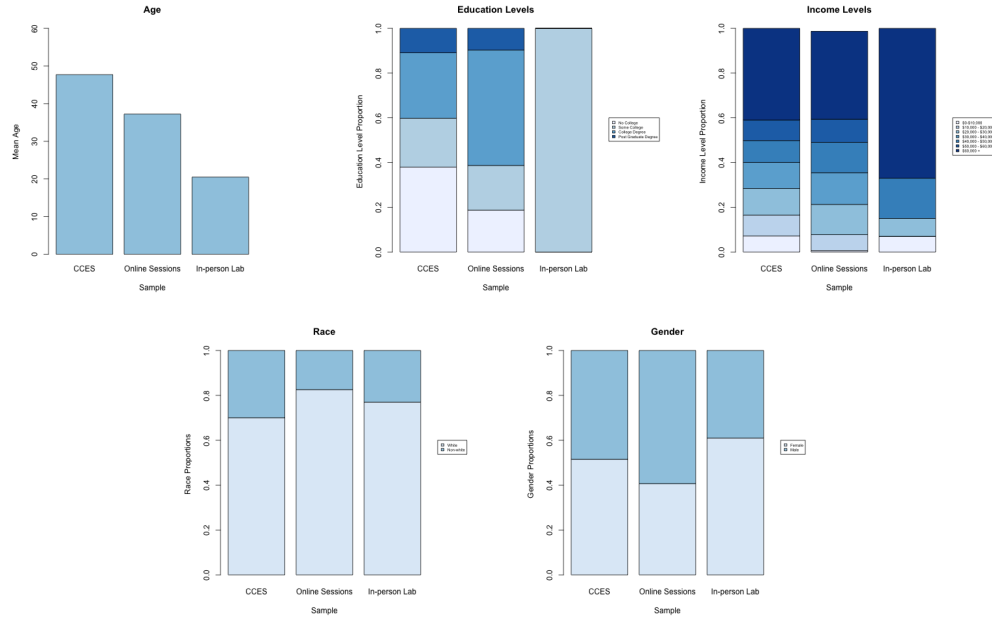 Age
Mean Age
60
50
40
30
20
10
0
CCES
Online Sessions
In-person Lab
Sample
Education Levels
Education Level Proportion
1.0
0.8
0.6
0.4
0.2
0.0
CCES
Online Sessions
In-person Lab
Sample
No College
Some College
College Degree
Post Graduate Degree
Income Levels
Income Level Proportion
1.0
0.8
0.6
0.4
0.2
0.0
CCES
Online Sessions
In-person Lab
Sample
Race
Race Proportions
1.0
0.8
0.6
0.4
0.2
0.0
CCES
Online Sessions
In-person Lab
Sample
White
Non-white
Gender
Gender Proportions
1.0
0.8
0.6
0.4
0.2
0.0
CCES
Online Sessions
In-person Lab
Sample
Female
Male